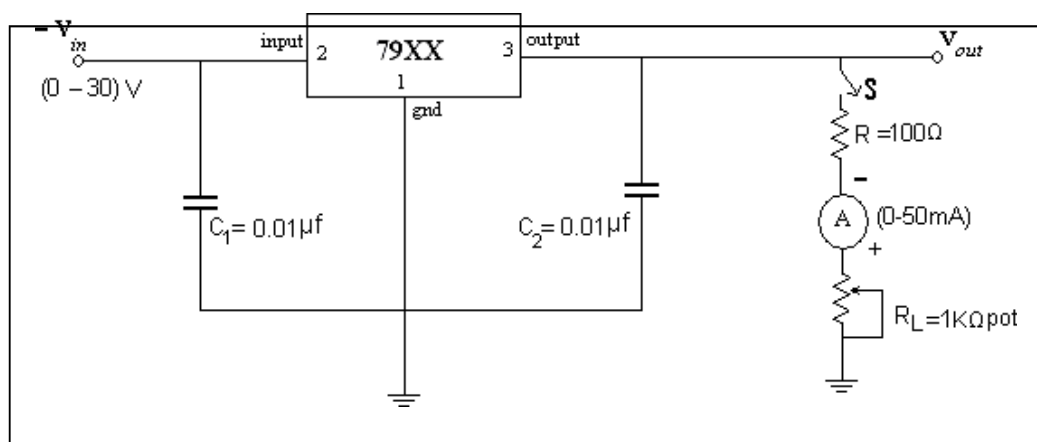 – V in
(0 – 30) V
input
2
79XX
1
3
output
gnd
V out
S
R =100Ω
–
A
(0-50mA)
+
C1= 0.01µf
C2= 0.01µf
RL=1KΩpot